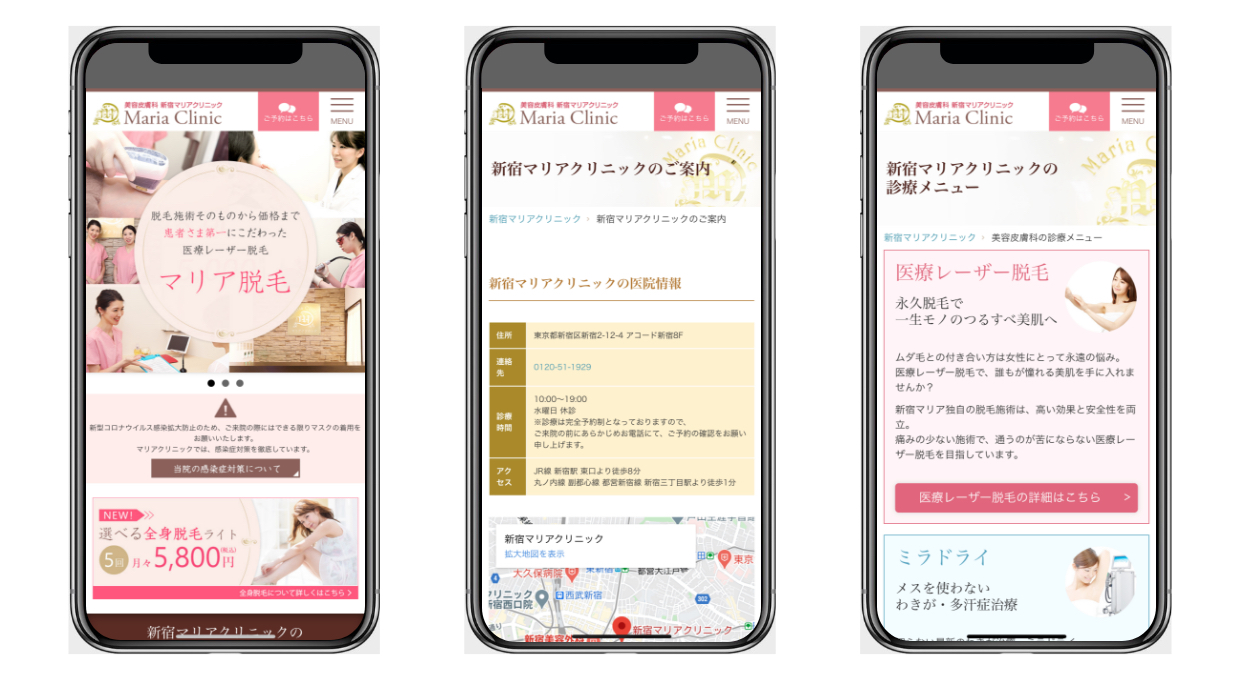 美容皮膚科 新宿マリアクリニック
Maria Clinic
ご予約はこちら
MENU
脱毛施術そのものから価格まで
患者さま第一にこだわった
医療レーザー脱毛
マリア脱毛
新型コロナウイルス感染拡大防止のため、ご来院の際にはできる限りマスクの着用を
お願いいたします。
マリアクリニックでは、感染症対策を徹底しています。
当院の感染症対策について
NEW!
選べる全身脱毛ライト
5回 月々5,800円(税込)
全身脱毛について詳しくはこちら >
新宿マリアクリニックの
美容皮膚科 新宿マリアクリニック
Maria Clinic
ご予約はこちら
MENU
Maria Clinic
新宿マリアクリニックのご案内
新宿マリアクリニック › 新宿マリアクリニックのご案内
新宿マリアクリニックの医院情報
住所 東京都新宿区新宿2-12-4 アコード新宿8F
連絡先 0120-51-1929
診療時間 10:00〜19:00
水曜日 休診
※診療は完全予約制となっておりますので、
ご来院の前にあらかじめお電話にて、ご予約の確認をお願い
申し上げます。
アクセス JR線 新宿駅 東口より徒歩8分
丸ノ内線 副都心線 都営新宿線 新宿三丁目駅より徒歩1分
新宿マリアクリニック
拡大地図を表示
大久保病院
都営大江戸線
東京
クリニック
新宿西口院
西武新宿
302
新宿マリアクリニック
新宿美容外
美容皮膚科 新宿マリアクリニック
Maria Clinic
ご予約はこちら
MENU
Maria C
新宿マリアクリニックの
診療メニュー
新宿マリアクリニック › 美容皮膚科の診療メニュー
医療レーザー脱毛
永久脱毛で
一生モノのつるすべ美肌へ
ムダ毛との付き合い方は女性にとって永遠の悩み。
医療レーザー脱毛で、誰もが憧れる美肌を手に入れま
せんか？
新宿マリア独自の脱毛施術は、高い効果と安全性を両
立。
痛みの少ない施術で、通うのが苦にならない医療レー
ザー脱毛を目指しています。
医療レーザー脱毛の詳細はこちら >
ミラドライ
メスを使わない
わきが・多汗症治療